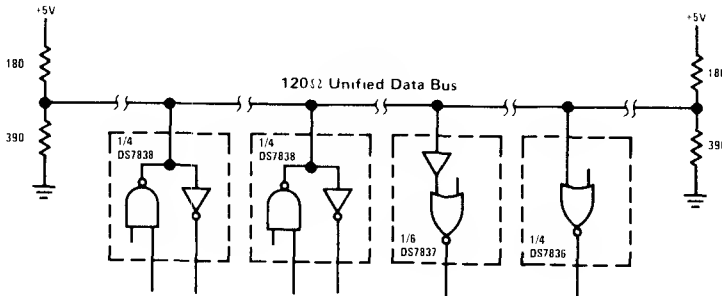 +5V
+5V
180
180
120Ω Unified Data Bus
390
390
1/4
DS7838
1/4
DS7838
1/6
DS7837
1/4
DS7836